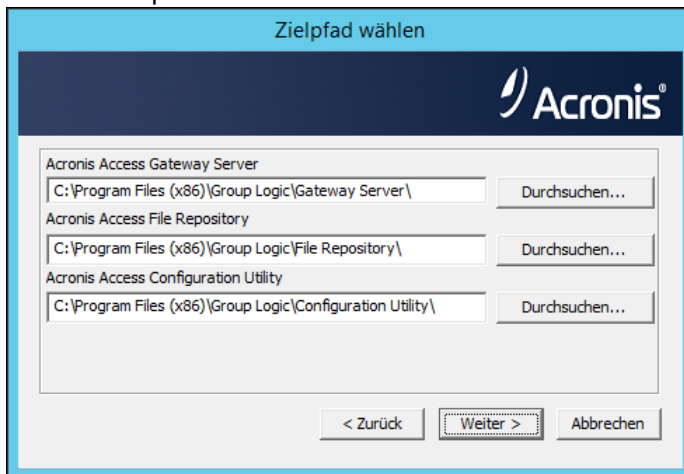 Zielpfad wählen
Acronis®
Acronis Access Gateway Server
C:\Program Files (x86)\Group Logic\Gateway Server\
Durchsuchen...
Acronis Access File Repository
C:\Program Files (x86)\Group Logic\File Repository\
Durchsuchen...
Acronis Access Configuration Utility
C:\Program Files (x86)\Group Logic\Configuration Utility\
Durchsuchen...
< Zurück
Weiter >
Abbrechen